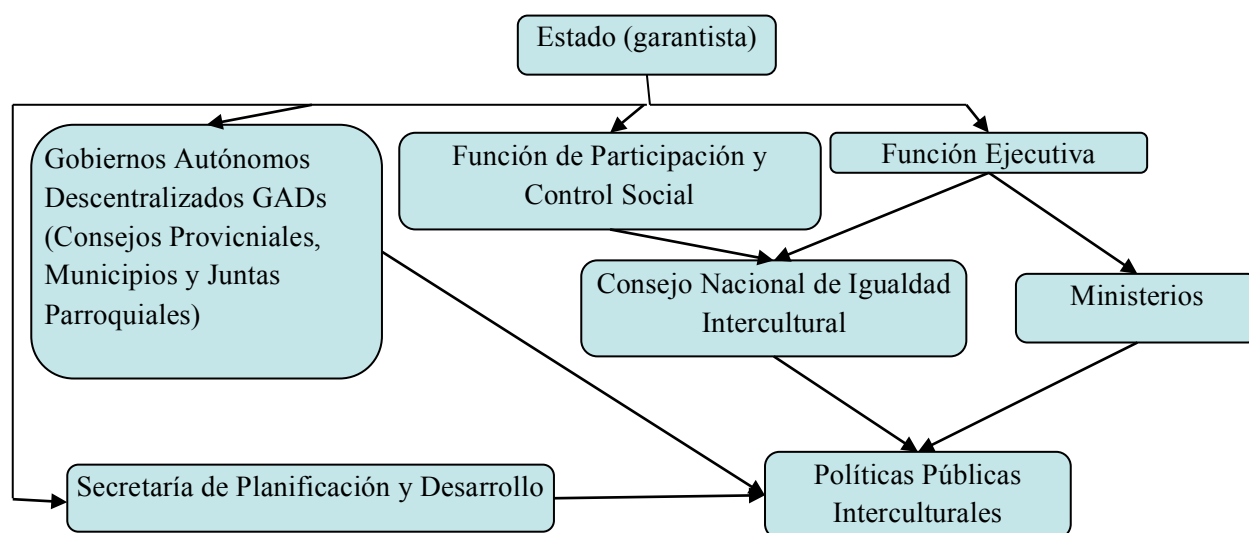 Estado (garantista)
Gobiernos Autónomos
Descentralizados GADs
(Consejos Provicniales,
Municipios y Juntas
Parroquiales)
Función de Participación y
Control Social
Función Ejecutiva
Consejo Nacional de Igualdad
Intercultural
Ministerios
Secretaría de Planificación y Desarrollo
Políticas Públicas
Interculturales